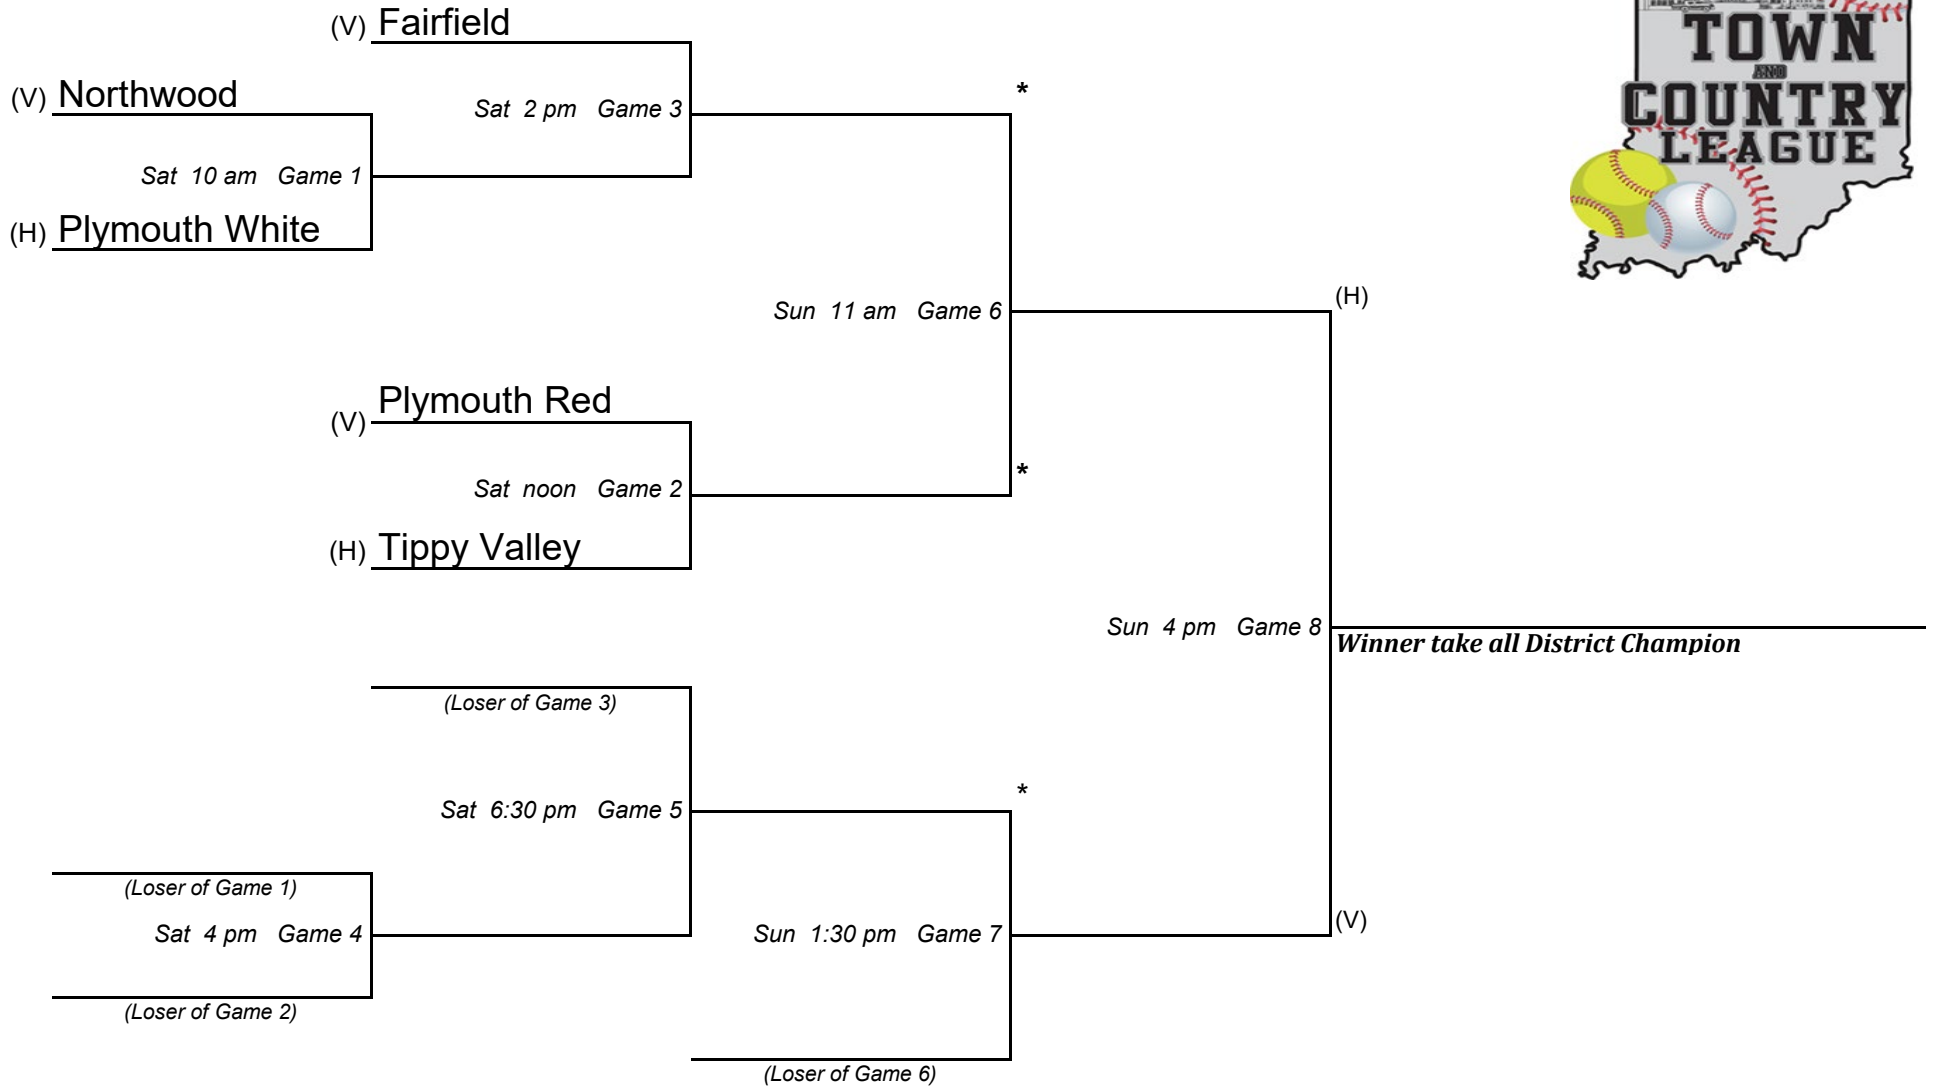 (V) Fairfield
TOWN
AND
COUNTRY
LEAGUE
(V) Northwood
Sat 2 pm Game 3
*
Sat 10 am Game 1
(H) Plymouth White
Sun 11 am Game 6
(H)
Plymouth Red
(V)
Sat noon Game 2
*
(H) Tippy Valley
Sun 4 pm Game 8
Winner take all District Champion
(Loser of Game 3)
Sat 6:30 pm Game 5
*
(Loser of Game 1)
Sat 4 pm Game 4
Sun 1:30 pm Game 7
(V)
(Loser of Game 2)
(Loser of Game 6)